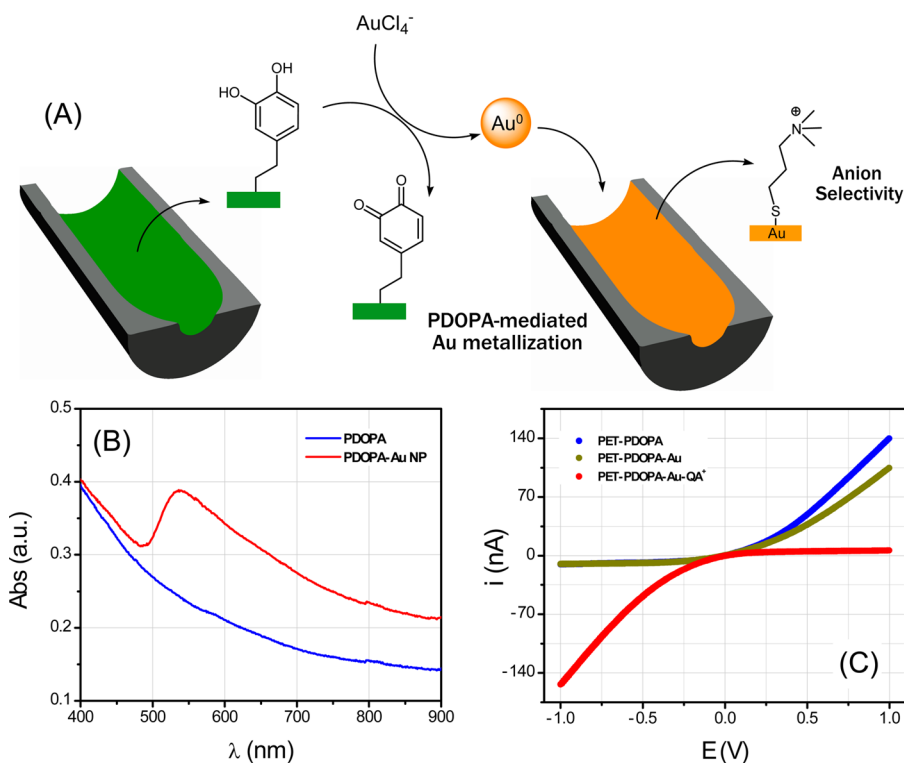 AuCl₄⁻
(A)
OH
HO
Au⁰
O
O
⊕
N
S
Au
Anion
Selectivity
PDOPA-mediated
Au metallization
(B)
PDOPA
PDOPA-Au NP
0.5
0.4
0.3
0.2
0.1
Abs (a.u.)
400 500 600 700 800 900
λ (nm)
PET-PDOPA
PET-PDOPA-Au
PET-PDOPA-Au-QA⁺
140
70
0
-70
-140
i (nA)
(C)
-1.0 -0.5 0.0 0.5 1.0
E (V)